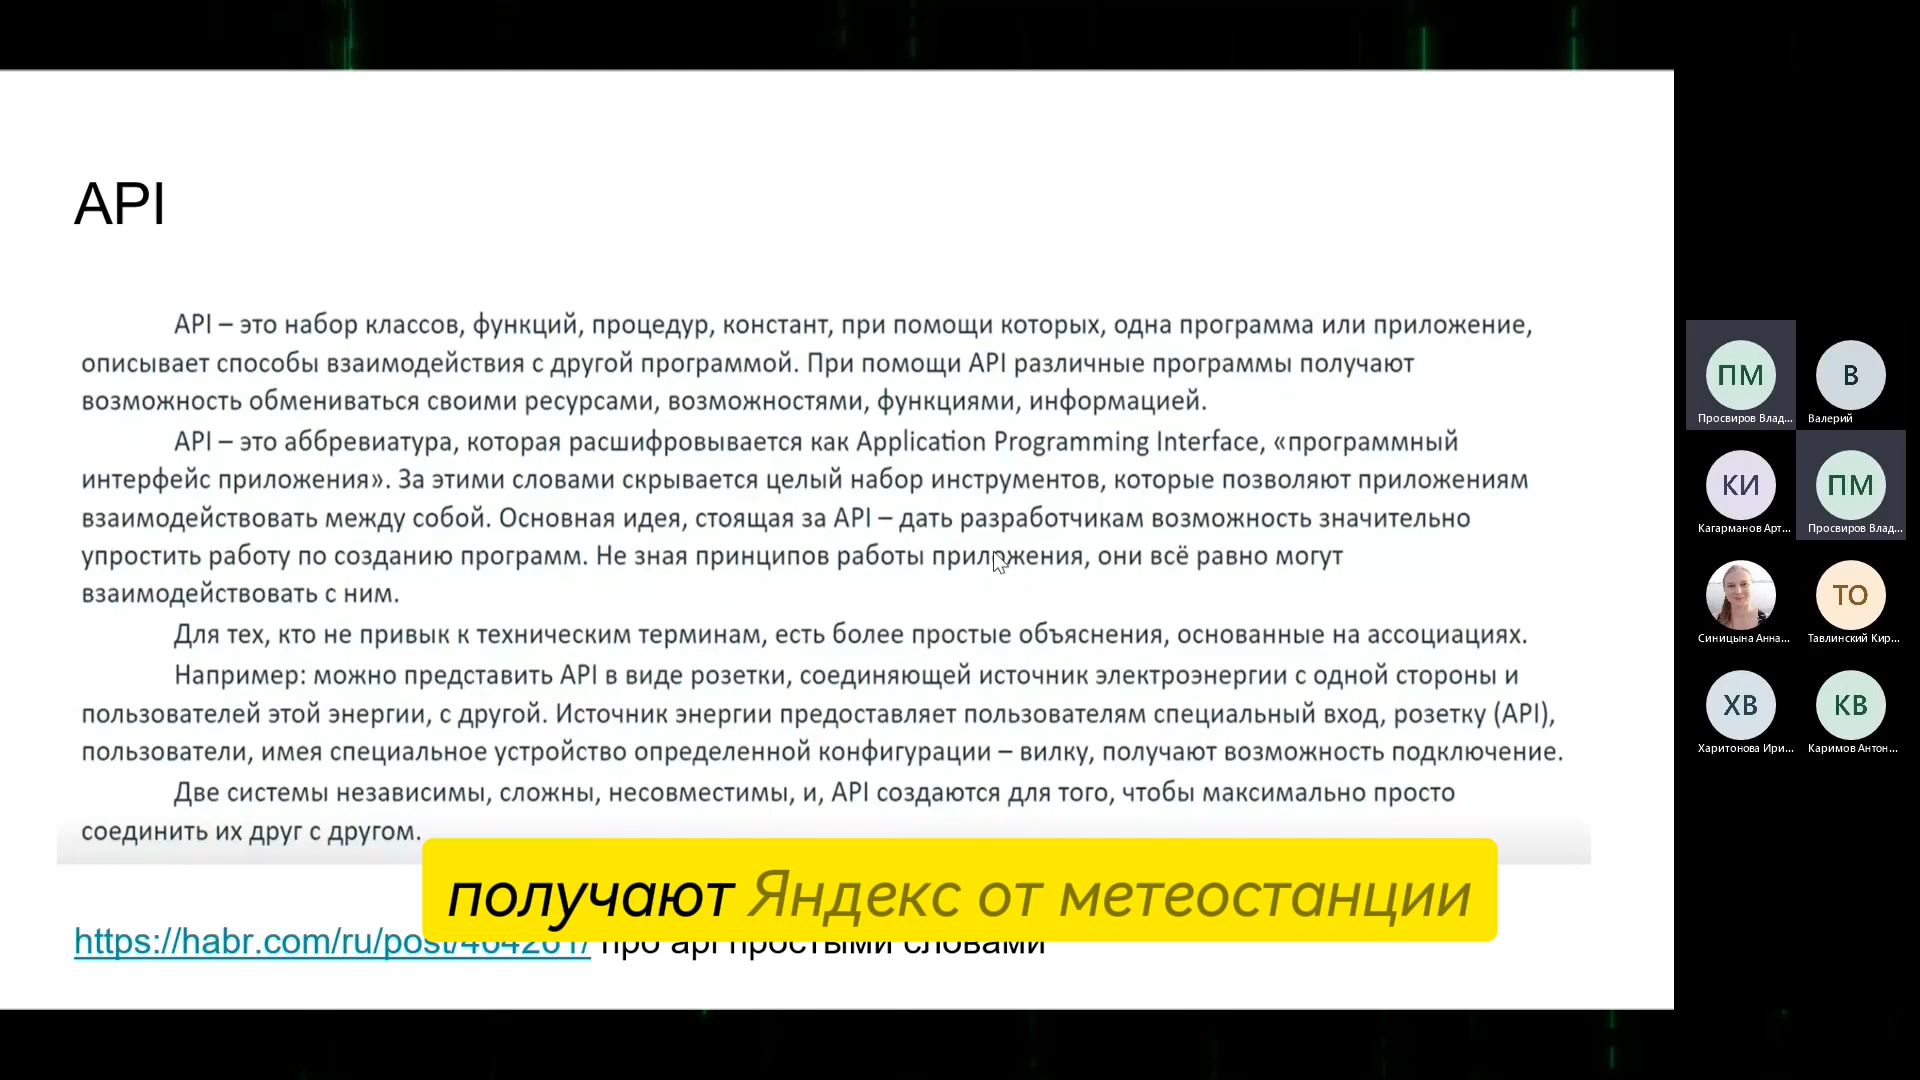 API
API – это набор классов, функций, процедур, констант, при помощи которых, одна программа или приложение,
описывает способы взаимодействия с другой программой. При помощи API различные программы получают
возможность обмениваться своими ресурсами, возможностями, функциями, информацией.
API – это аббревиатура, которая расшифровывается как Application Programming Interface, «программный
интерфейс приложения». За этими словами скрывается целый набор инструментов, которые позволяют приложениям
взаимодействовать между собой. Основная идея, стоящая за API – дать разработчикам возможность значительно
упростить работу по созданию программ. Не зная принципов работы приложения, они всё равно могут
взаимодействовать с ним.
Для тех, кто не привык к техническим терминам, есть более простые объяснения, основанные на ассоциациях.
Например: можно представить API в виде розетки, соединяющей источник электроэнергии с одной стороны и
пользователей этой энергии, с другой. Источник энергии предоставляет пользователям специальный вход, розетку (API),
пользователи, имея специальное устройство определенной конфигурации – вилку, получают возможность подключение.
Две системы независимы, сложны, несовместимы, и, API создаются для того, чтобы максимально просто
соединить их друг с другом.
получают Яндекс от метеостанции
https://habr.com/ru/post/464261/ про api простыми словами
ПМ
Просвиров Влад...
В
Валерий
КИ
Кагарманов Арт...
ПМ
Просвиров Влад...
Синицына Анна...
ТО
Тавлинский Кир...
ХВ
Харитонова Ири...
КВ
Каримов Антон...